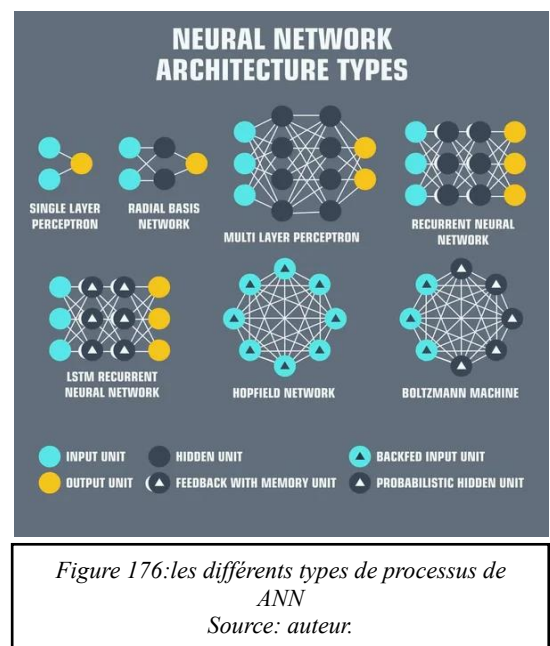 NEURAL NETWORK
ARCHITECTURE TYPES
SINGLE LAYER
PERCEPTRON
RADIAL BASIS
NETWORK
MULTI LAYER PERCEPTRON
RECURRENT NEURAL
NETWORK
LSTM RECURRENT
NEURAL NETWORK
HOPFIELD NETWORK
BOLTZMANN MACHINE
INPUT UNIT
HIDDEN UNIT
BACKFED INPUT UNIT
OUTPUT UNIT
FEEDBACK WITH MEMORY UNIT
PROBABILISTIC HIDDEN UNIT
Figure 176:les différents types de processus de
ANN
Source: auteur.